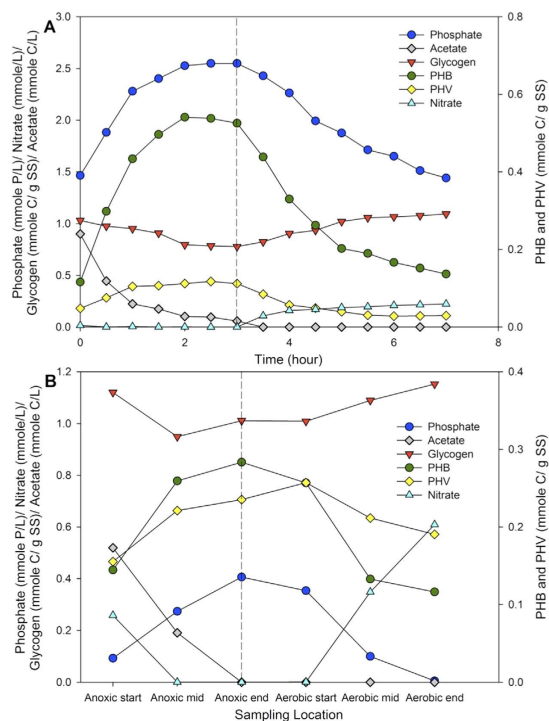 A
3.0
2.5
2.0
1.5
1.0
0.5
0.0
Phosphate (mmole P/L)/ Nitrate (mmole/L)/
Glycogen (mmole C/ g SS)/ Acetate (mmole C/L)
0.8
0.6
0.4
0.2
0.0
PHB and PHV (mmole C/ g SS)
Phosphate
Acetate
Glycogen
PHB
PHV
Nitrate
0 2 4 6 8
Time (hour)
B
1.2
1.0
0.8
0.6
0.4
0.2
0.0
Phosphate (mmole P/L)/ Nitrate (mmole/L)/
Glycogen (mmole C/ g SS)/ Acetate (mmole C/L)
0.4
0.3
0.2
0.1
0.0
PHB and PHV (mmole C/ g SS)
Phosphate
Acetate
Glycogen
PHB
PHV
Nitrate
Anoxic start Anoxic mid Anoxic end Aerobic start Aerobic mid Aerobic end
Sampling Location